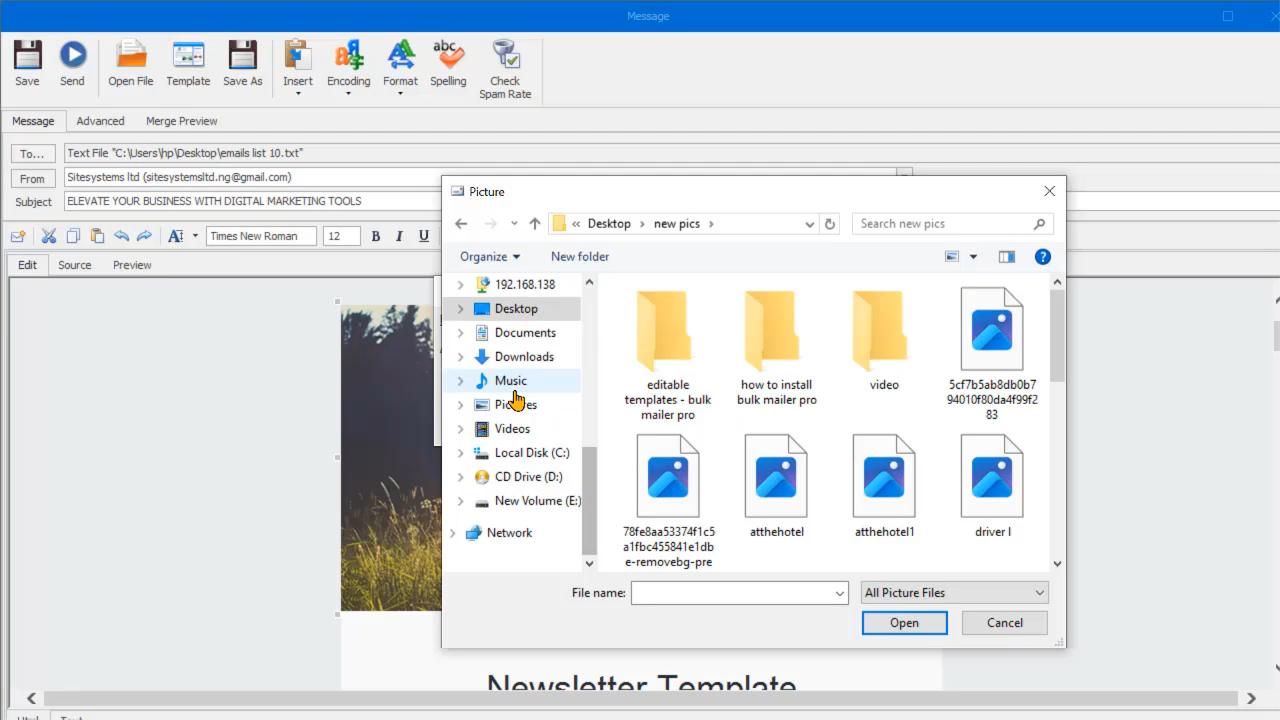 Message
Save
Send
Open File
Template
Save As
Insert
Encoding
Format
abc
Spelling
Check
Spam Rate
Message
Advanced
Merge Preview
To...
Text File "C:\Users\hp\Desktop\emails list 10.txt"
From
Sitesystems ltd (sitesystemsltd.ng@gmail.com)
Subject
ELEVATE YOUR BUSINESS WITH DIGITAL MARKETING TOOLS
Times New Roman
12
B
I
U
Edit
Source
Preview
Picture
« Desktop › new pics ›
Search new pics
Organize
New folder
192.168.138
Desktop
Documents
Downloads
Music
Pictures
Videos
Local Disk (C:)
CD Drive (D:)
New Volume (E:)
Network
editable
templates - bulk
mailer pro
how to install
bulk mailer pro
video
5cf7b5ab8db0b7
94010f80da4f99f2
83
78fe8aa53374f1c5
a1fbc455841e1db
e-removebg-pre
atthehotel
atthehotel1
driver l
File name:
All Picture Files
Open
Cancel
Newsletter Template
Html
Text